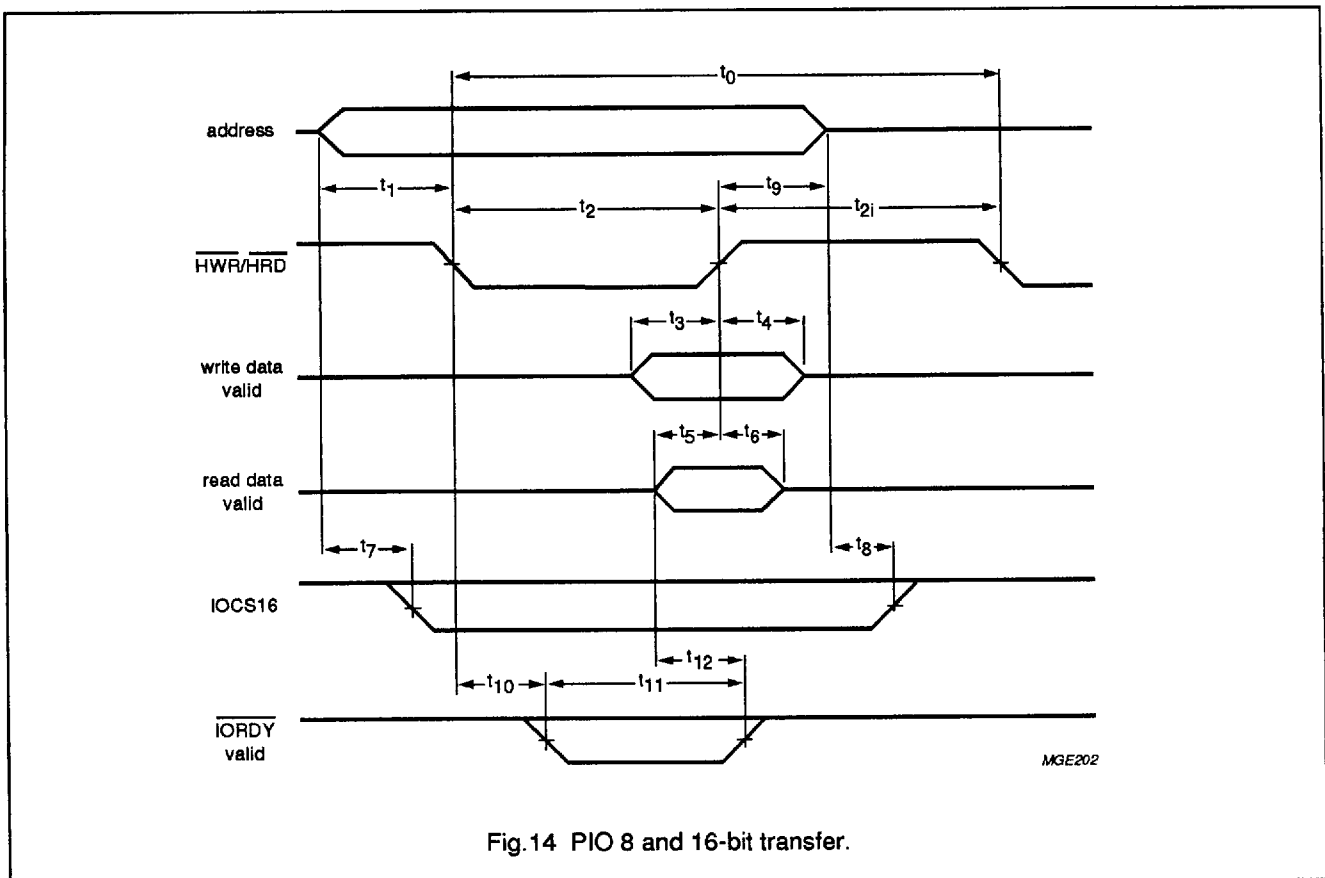 t0
address
t1
t9
t2
t2i
HWR/HRD
t3
t4
write data
valid
t5
t6
read data
valid
t7
t8
IOCS16
t12
t10
t11
IORDY
valid
MGE202
Fig.14 PIO 8 and 16-bit transfer.